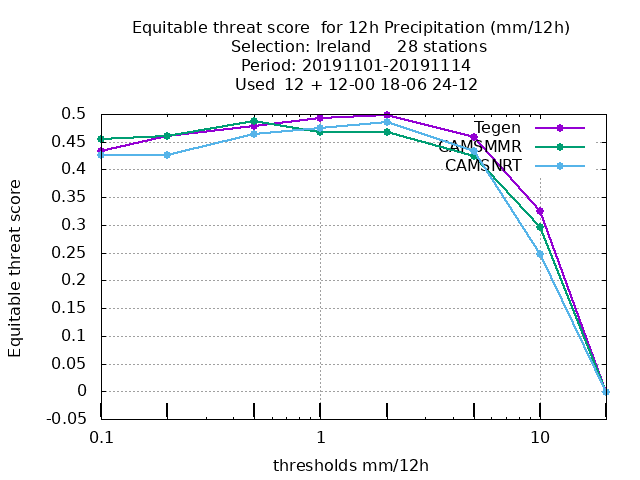 Equitable threat score  for 12h Precipitation (mm/12h)
Selection: Ireland     28 stations
Period: 20191101-20191114
Used  12 + 12-00 18-06 24-12
Tegen
CAMSMMR
CAMSNRT
0.5
0.45
0.4
0.35
0.3
0.25
0.2
0.15
0.1
0.05
0
-0.05
Equitable threat score
0.1 1 10
thresholds mm/12h